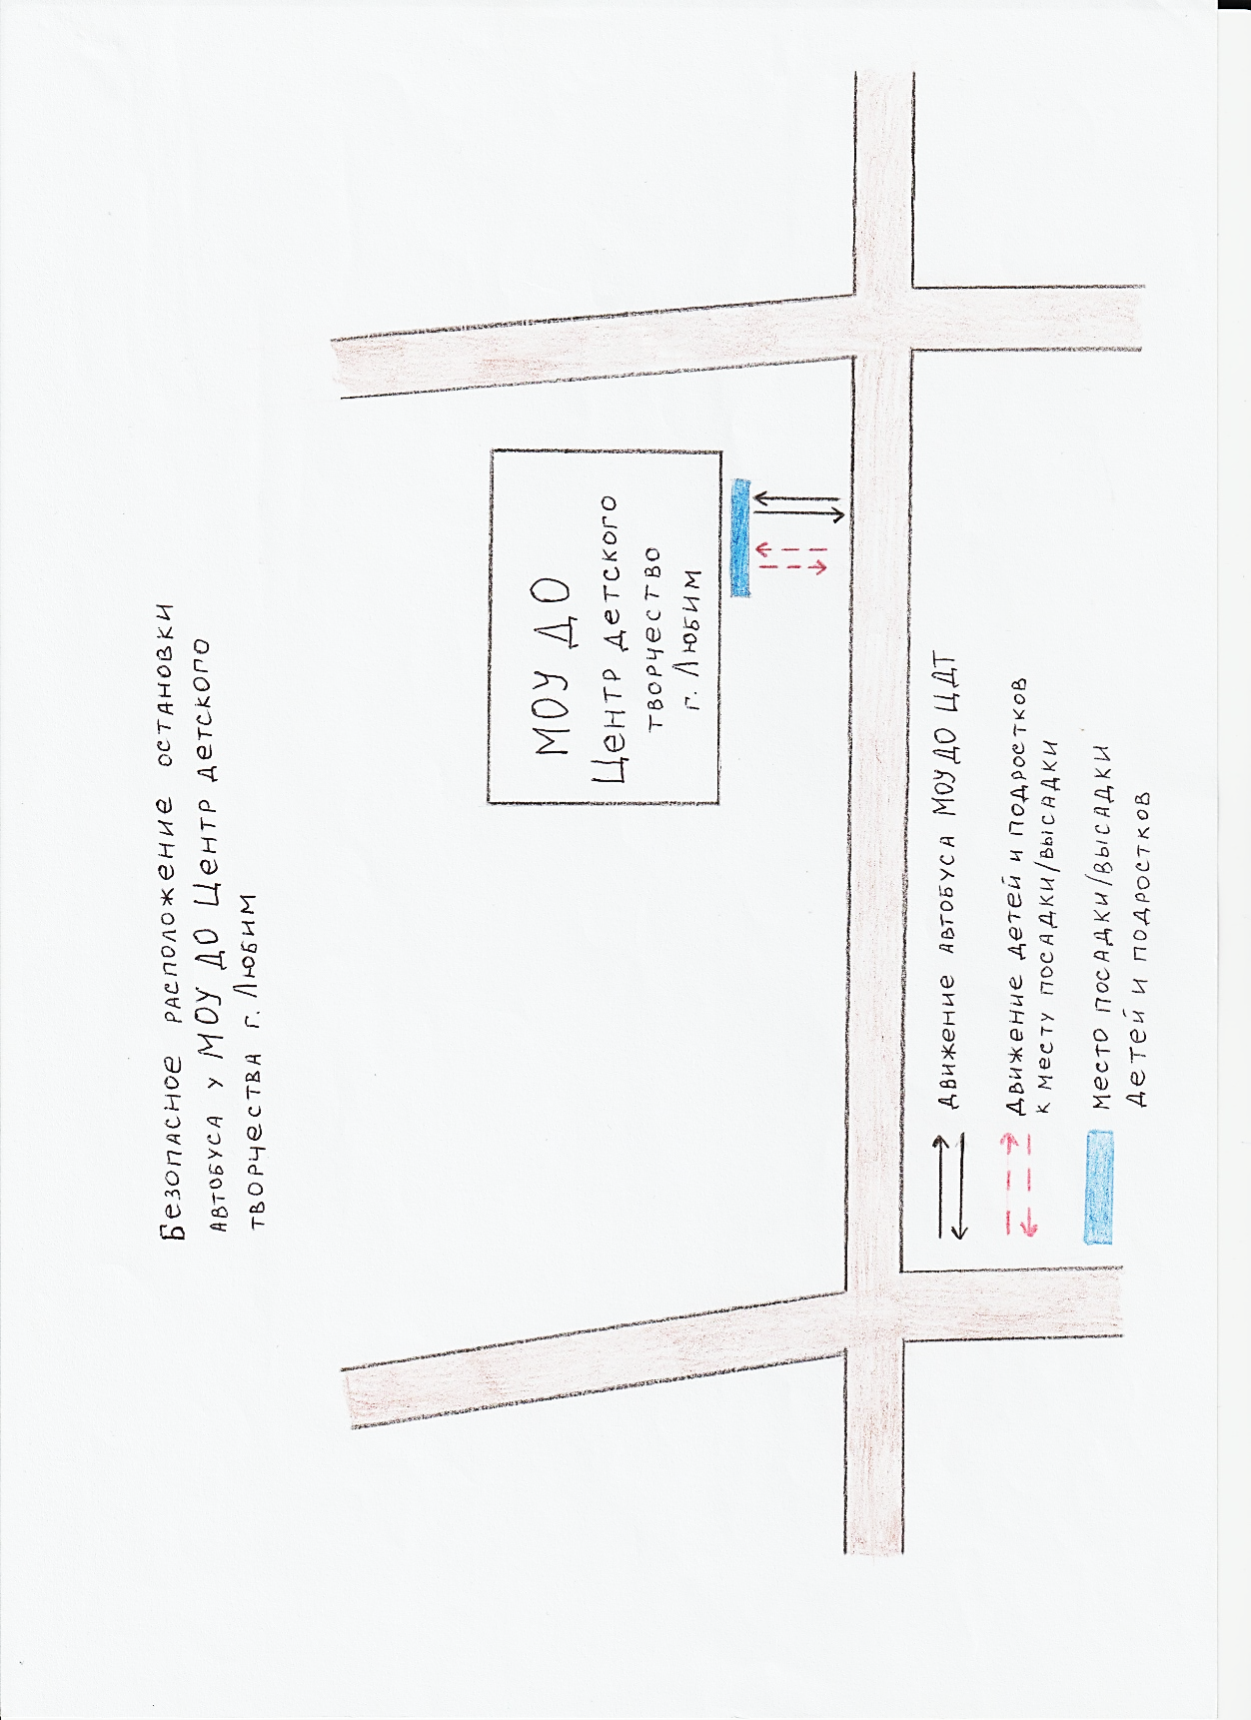 Безопасное расположение остановки
автобуса у МОУ ДО Центр детского
творчества г. Любим
МОУ ДО
Центр детского
творчество
г. Любим
Движение автобуса МОУ ДО ЦДТ
Движение детей и подростков
к месту посадки/высадки
Место посадки/высадки
детей и подростков